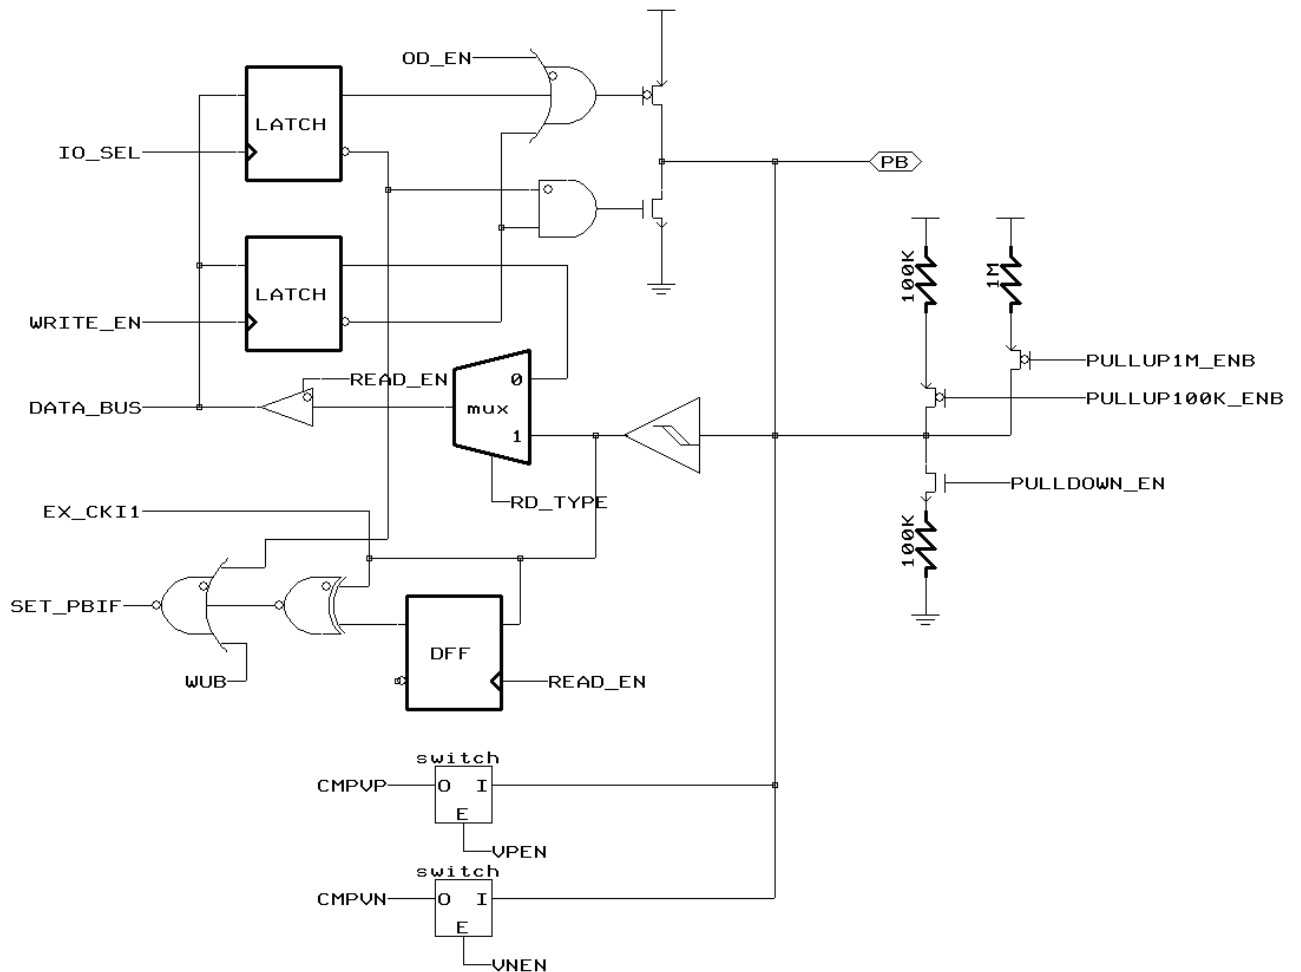 OD_EN
LATCH
IO_SEL
PB
100K
1M
LATCH
WRITE_EN
PULLUP1M_ENB
READ_EN
0
DATA_BUS
mux
PULLUP100K_ENB
1
PULLDOWN_EN
RD_TYPE
EX_CKI1
100K
SET_PBIF
DFF
WUB
READ_EN
switch
CMPVP
O I
E
VPEN
switch
CMPVN
O I
E
VNEN